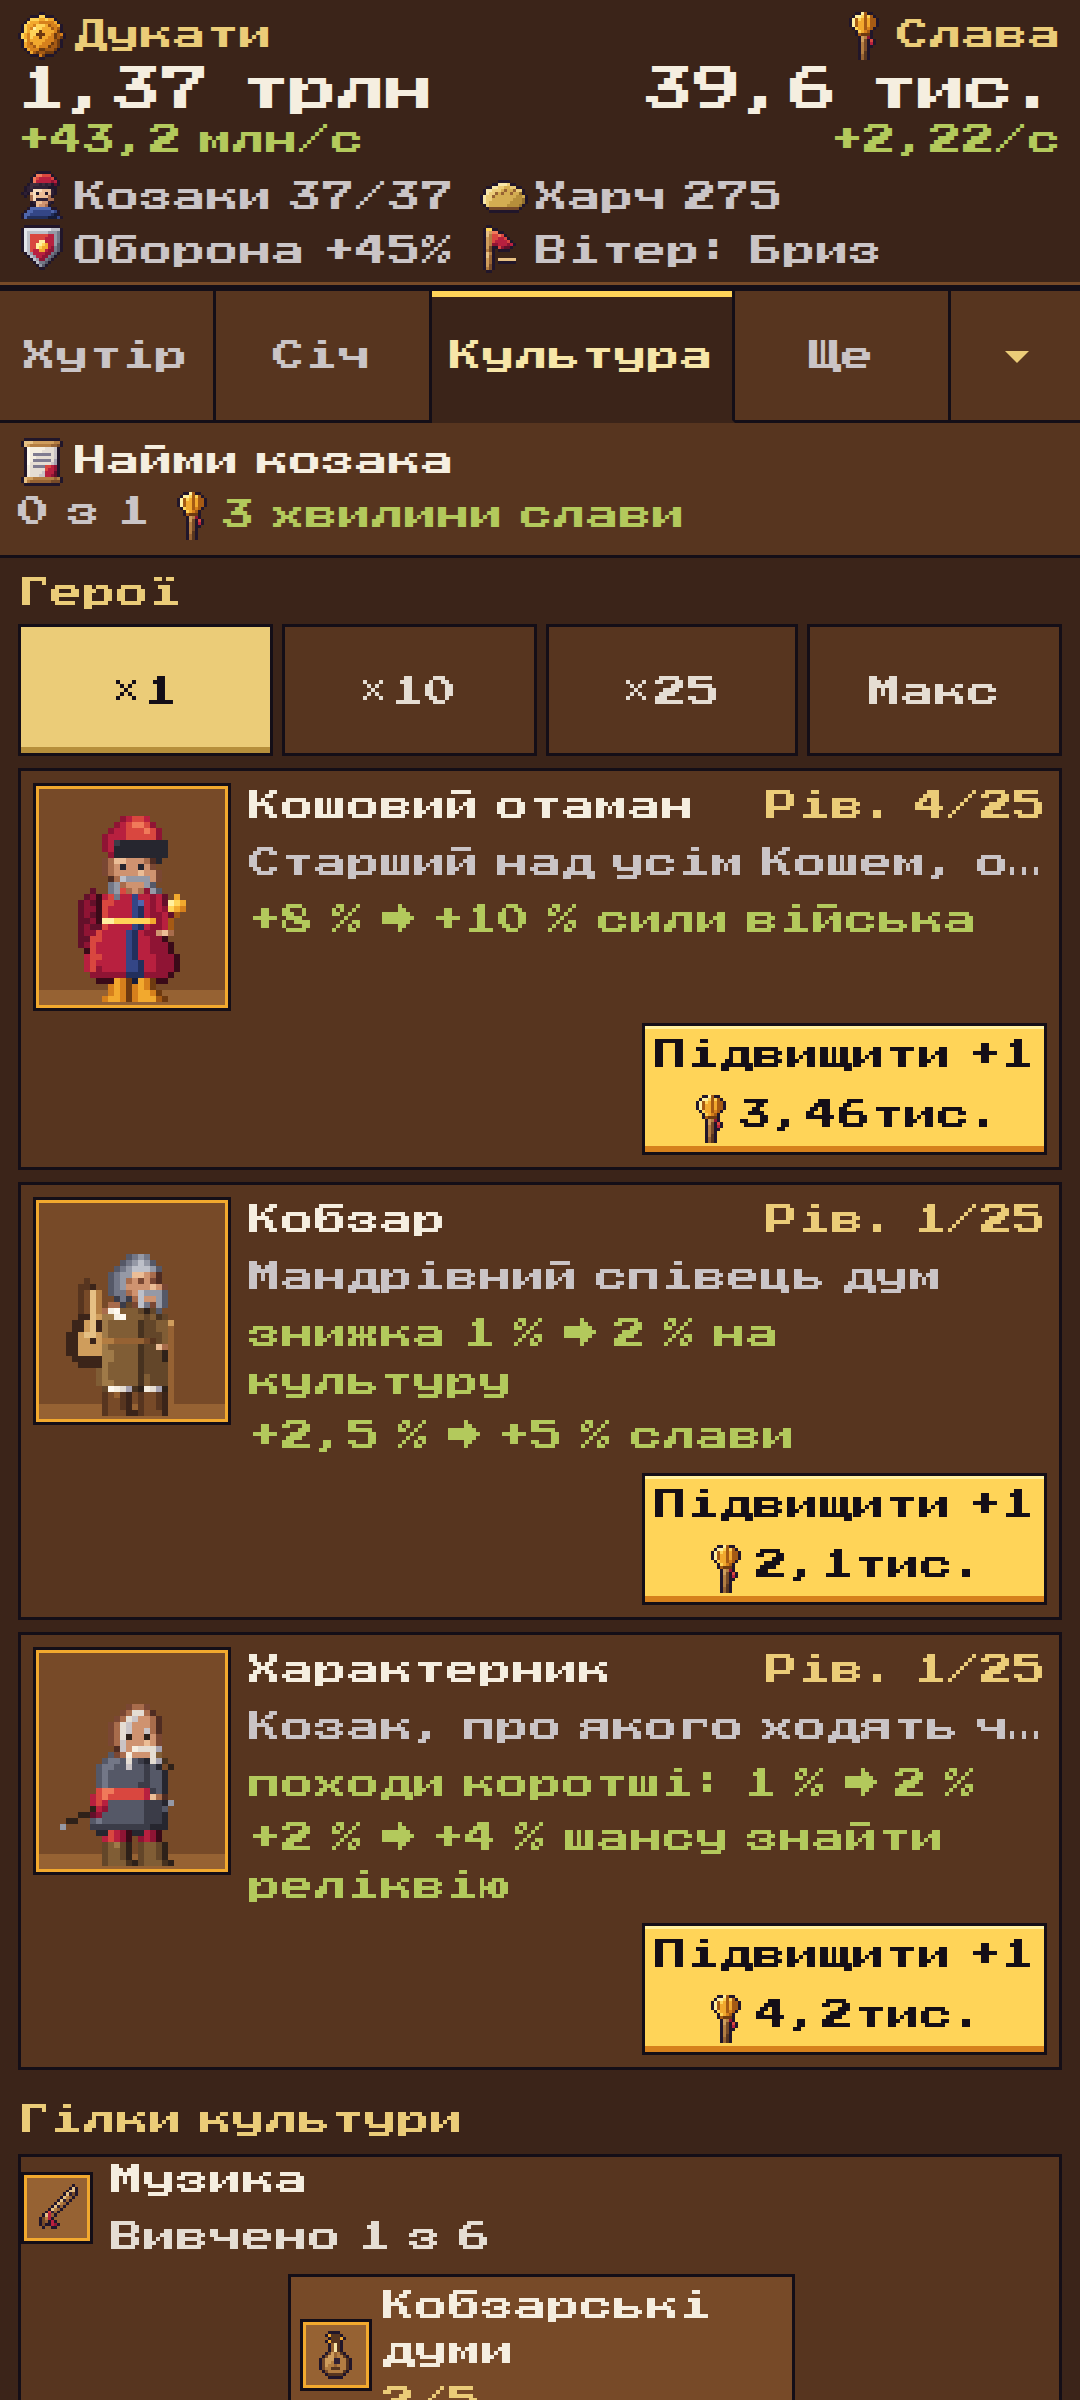 Дукати Слава
1,37 трлн 39,6 тис.
+43,2 млн/с +2,22/с
Козаки 37/37 Харч 275
Оборона +45% Вітер: Бриз
Хутір Січ Культура Ще
Найми козака
0 з 1 3 хвилини слави
Герої
×1 ×10 ×25 Макс
Кошовий отаман Рів. 4/25
Старший над усім Кошем, о...
+8 % → +10 % сили війська
Підвищити +1
3,46тис.
Кобзар Рів. 1/25
Мандрівний співець дум
знижка 1 % → 2 % на
культуру
+2,5 % → +5 % слави
Підвищити +1
2,1тис.
Характерник Рів. 1/25
Козак, про якого ходять ч...
походи коротші: 1 % → 2 %
+2 % → +4 % шансу знайти
реліквію
Підвищити +1
4,2тис.
Гілки культури
Музика
Вивчено 1 з 6
Кобзарські
думи